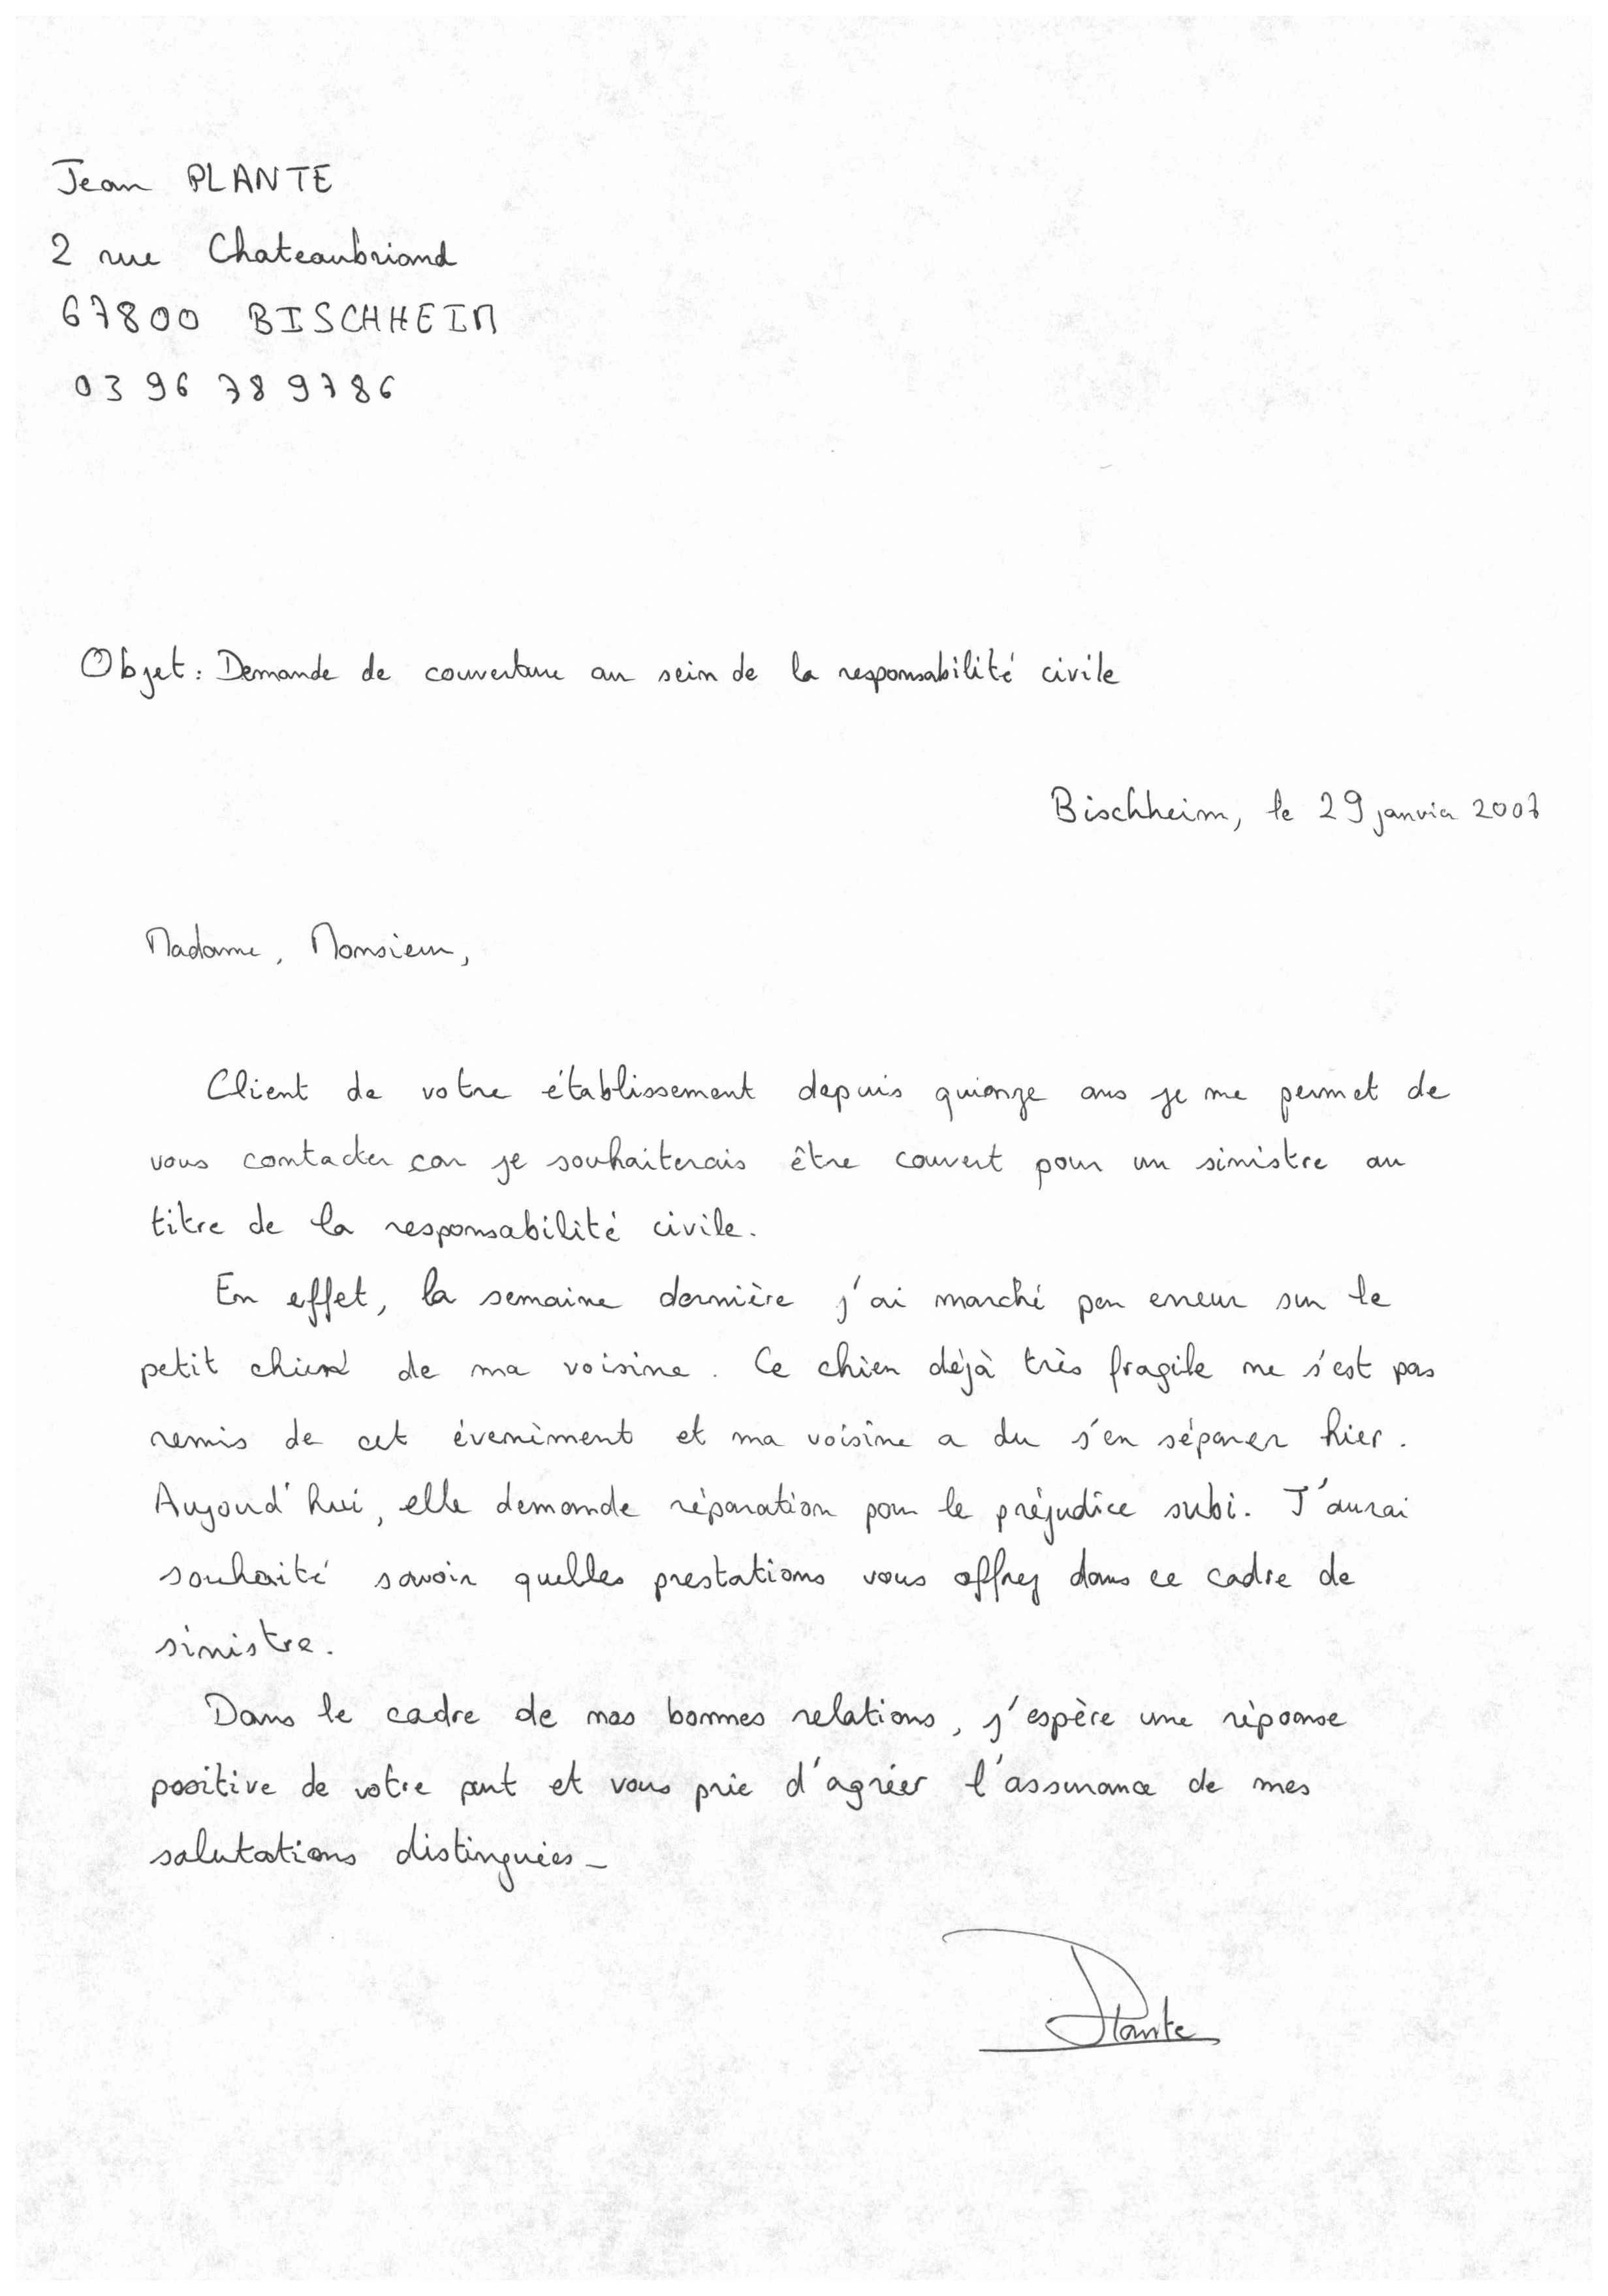 Jean PLANTE
2 rue Chateaubriand
67800 BISCHHEIM
03 96 78 97 86
Objet : Demande de couverture au sein de la responsabilité civile
Bischheim, le 29 janvier 2007
Madame, Monsieur,
Client de votre établissement depuis quionze ans je me permet de
vous contacter car je souhaiterais être couvert pour un sinistre au
titre de la responsabilité civile.
En effet, la semaine dernière j'ai marché par erreur sur le
petit chien de ma voisine. Ce chien déjà très fragile ne s'est pas
remis de cet évenèment et ma voisine a du s'en séparer hier.
Aujourd'hui, elle demande réparation pour le préjudice subi. J'aurai
souhaité savoir quelles prestations vous offrez dans ce cadre de
sinistre.
Dans le cadre de nos bonnes relations, j'espère une réponse
positive de votre part et vous prie d'agréer l'assurance de mes
salutations distinguées_
Plante